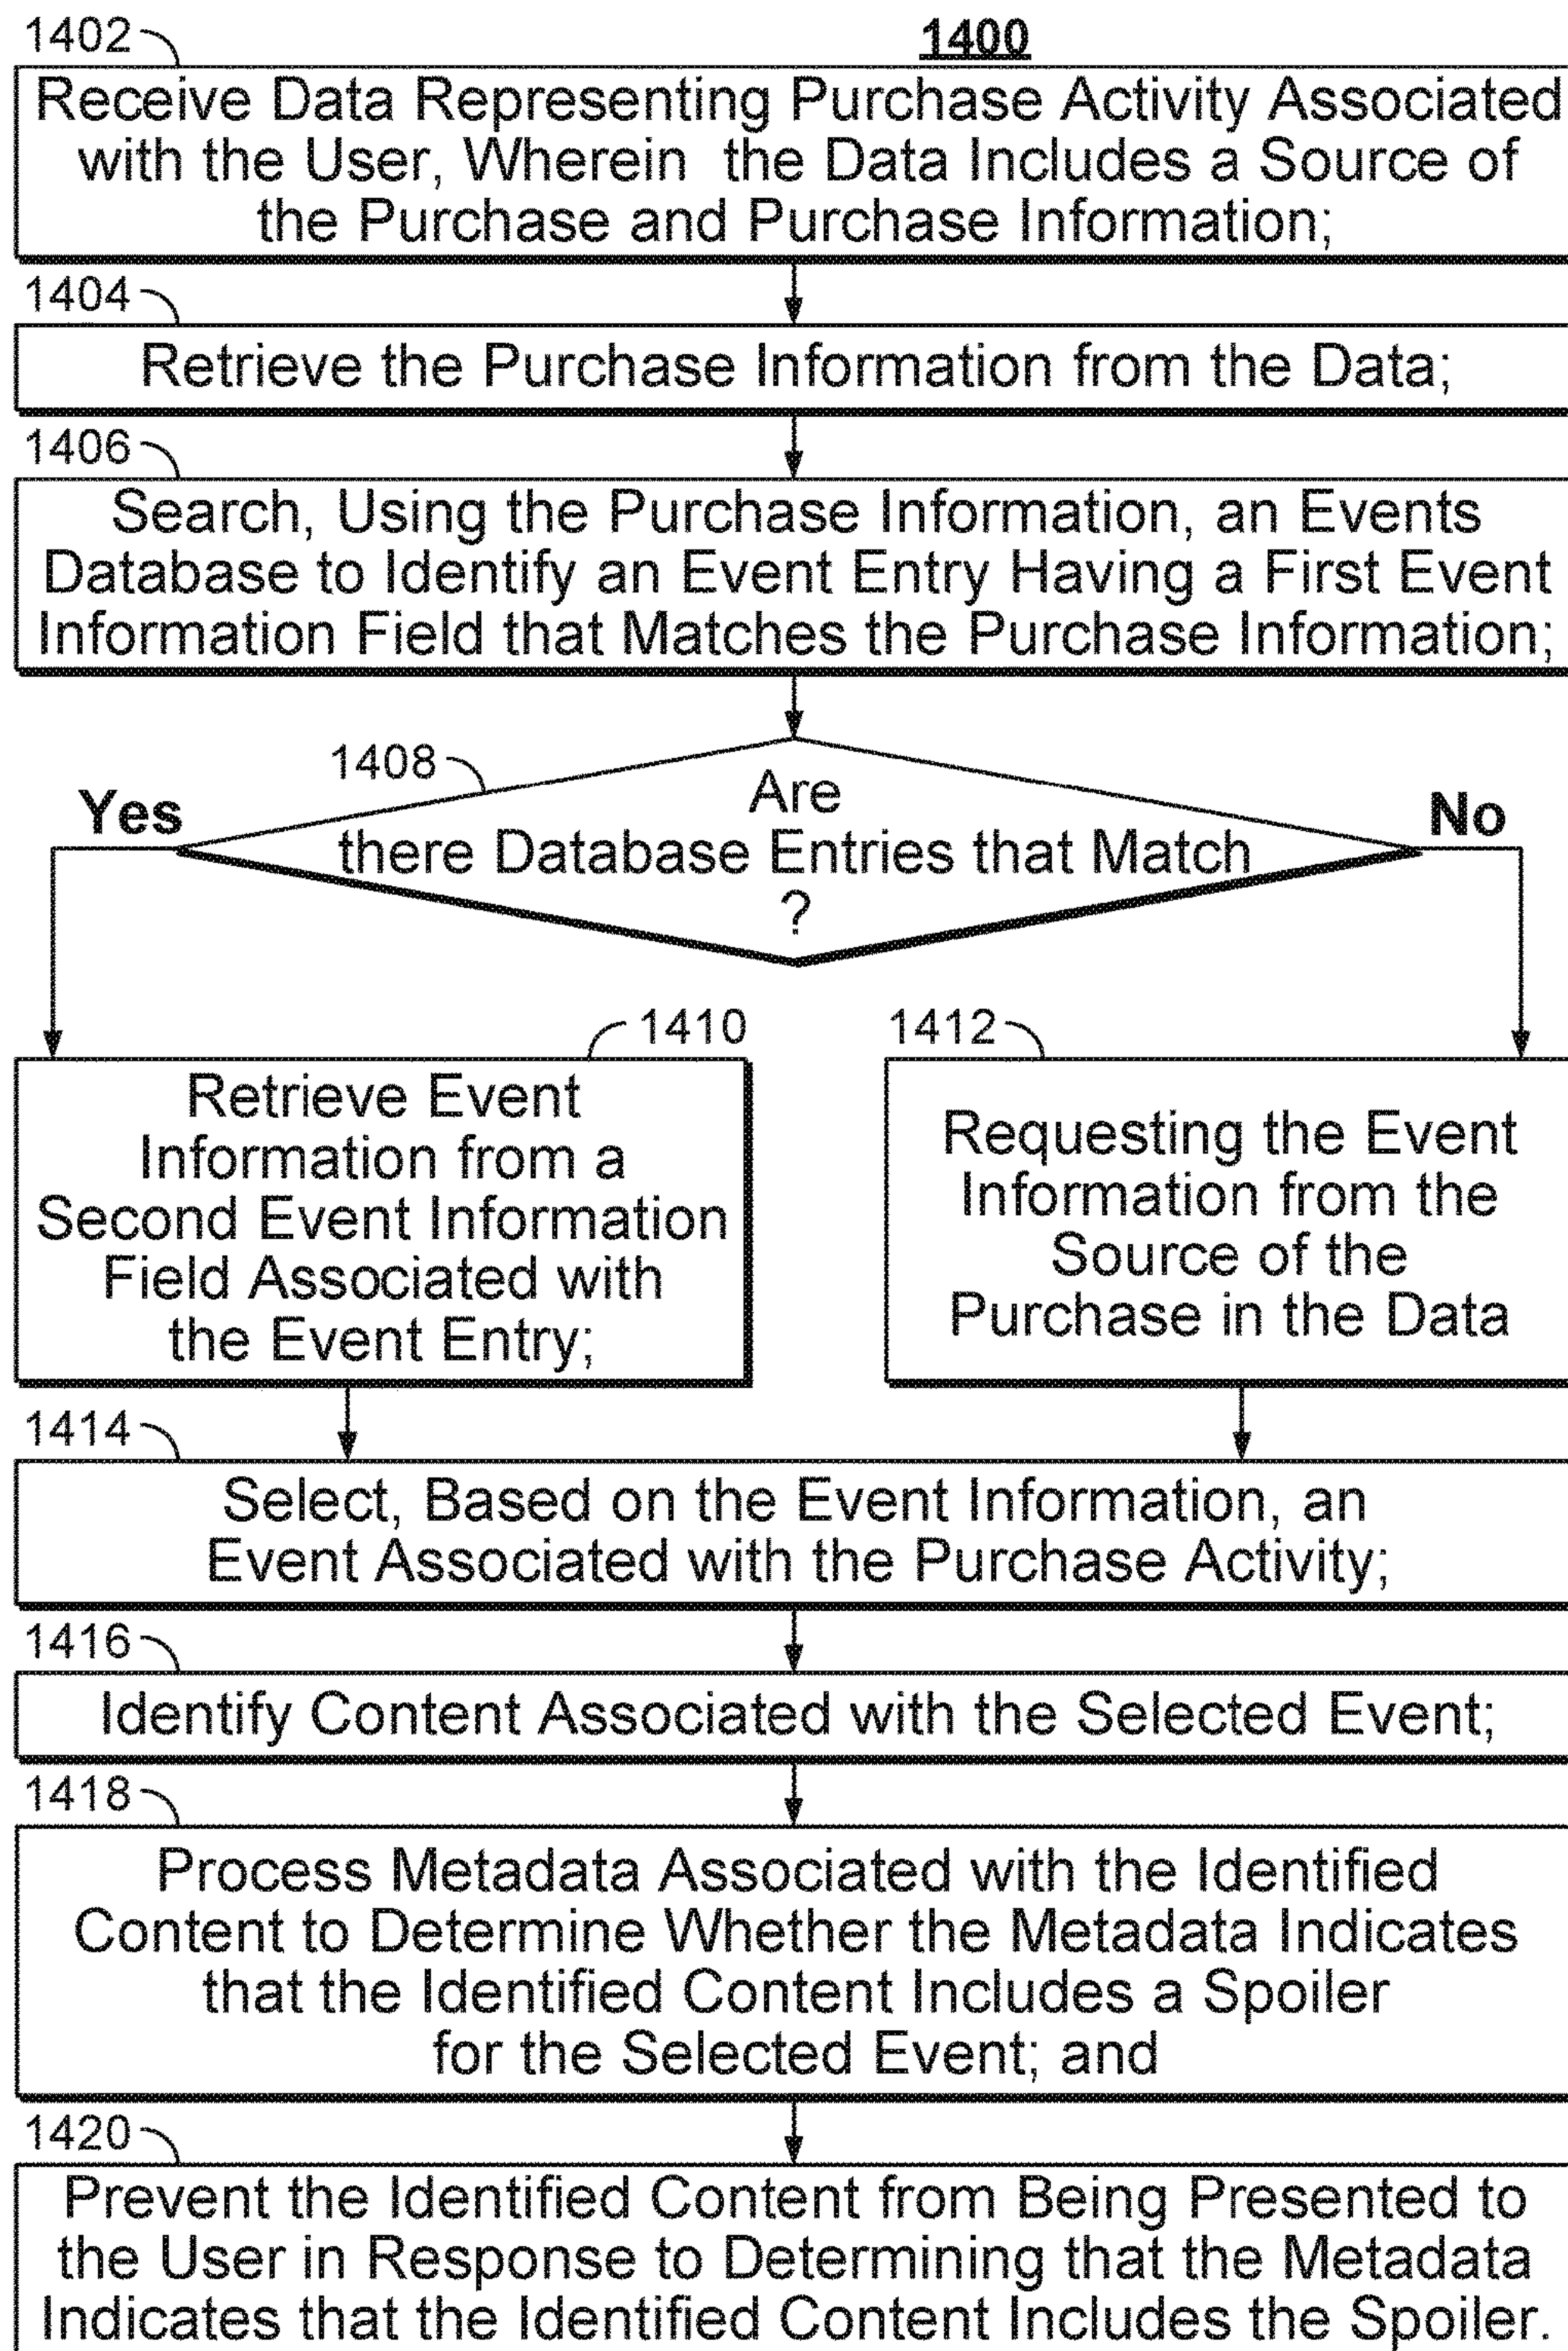 1400
1402
Receive Data Representing Purchase Activity Associated
with the User, Wherein the Data Includes a Source of
the Purchase and Purchase Information;
1404
Retrieve the Purchase Information from the Data;
1406
Search, Using the Purchase Information, an Events
Database to Identify an Event Entry Having a First Event
Information Field that Matches the Purchase Information;
1408
Are
there Database Entries that Match
?
Yes
No
1410
Retrieve Event
Information from a
Second Event Information
Field Associated with
the Event Entry;
1412
Requesting the Event
Information from the
Source of the
Purchase in the Data
1414
Select, Based on the Event Information, an
Event Associated with the Purchase Activity;
1416
Identify Content Associated with the Selected Event;
1418
Process Metadata Associated with the Identified
Content to Determine Whether the Metadata Indicates
that the Identified Content Includes a Spoiler
for the Selected Event; and
1420
Prevent the Identified Content from Being Presented to
the User in Response to Determining that the Metadata
Indicates that the Identified Content Includes the Spoiler.